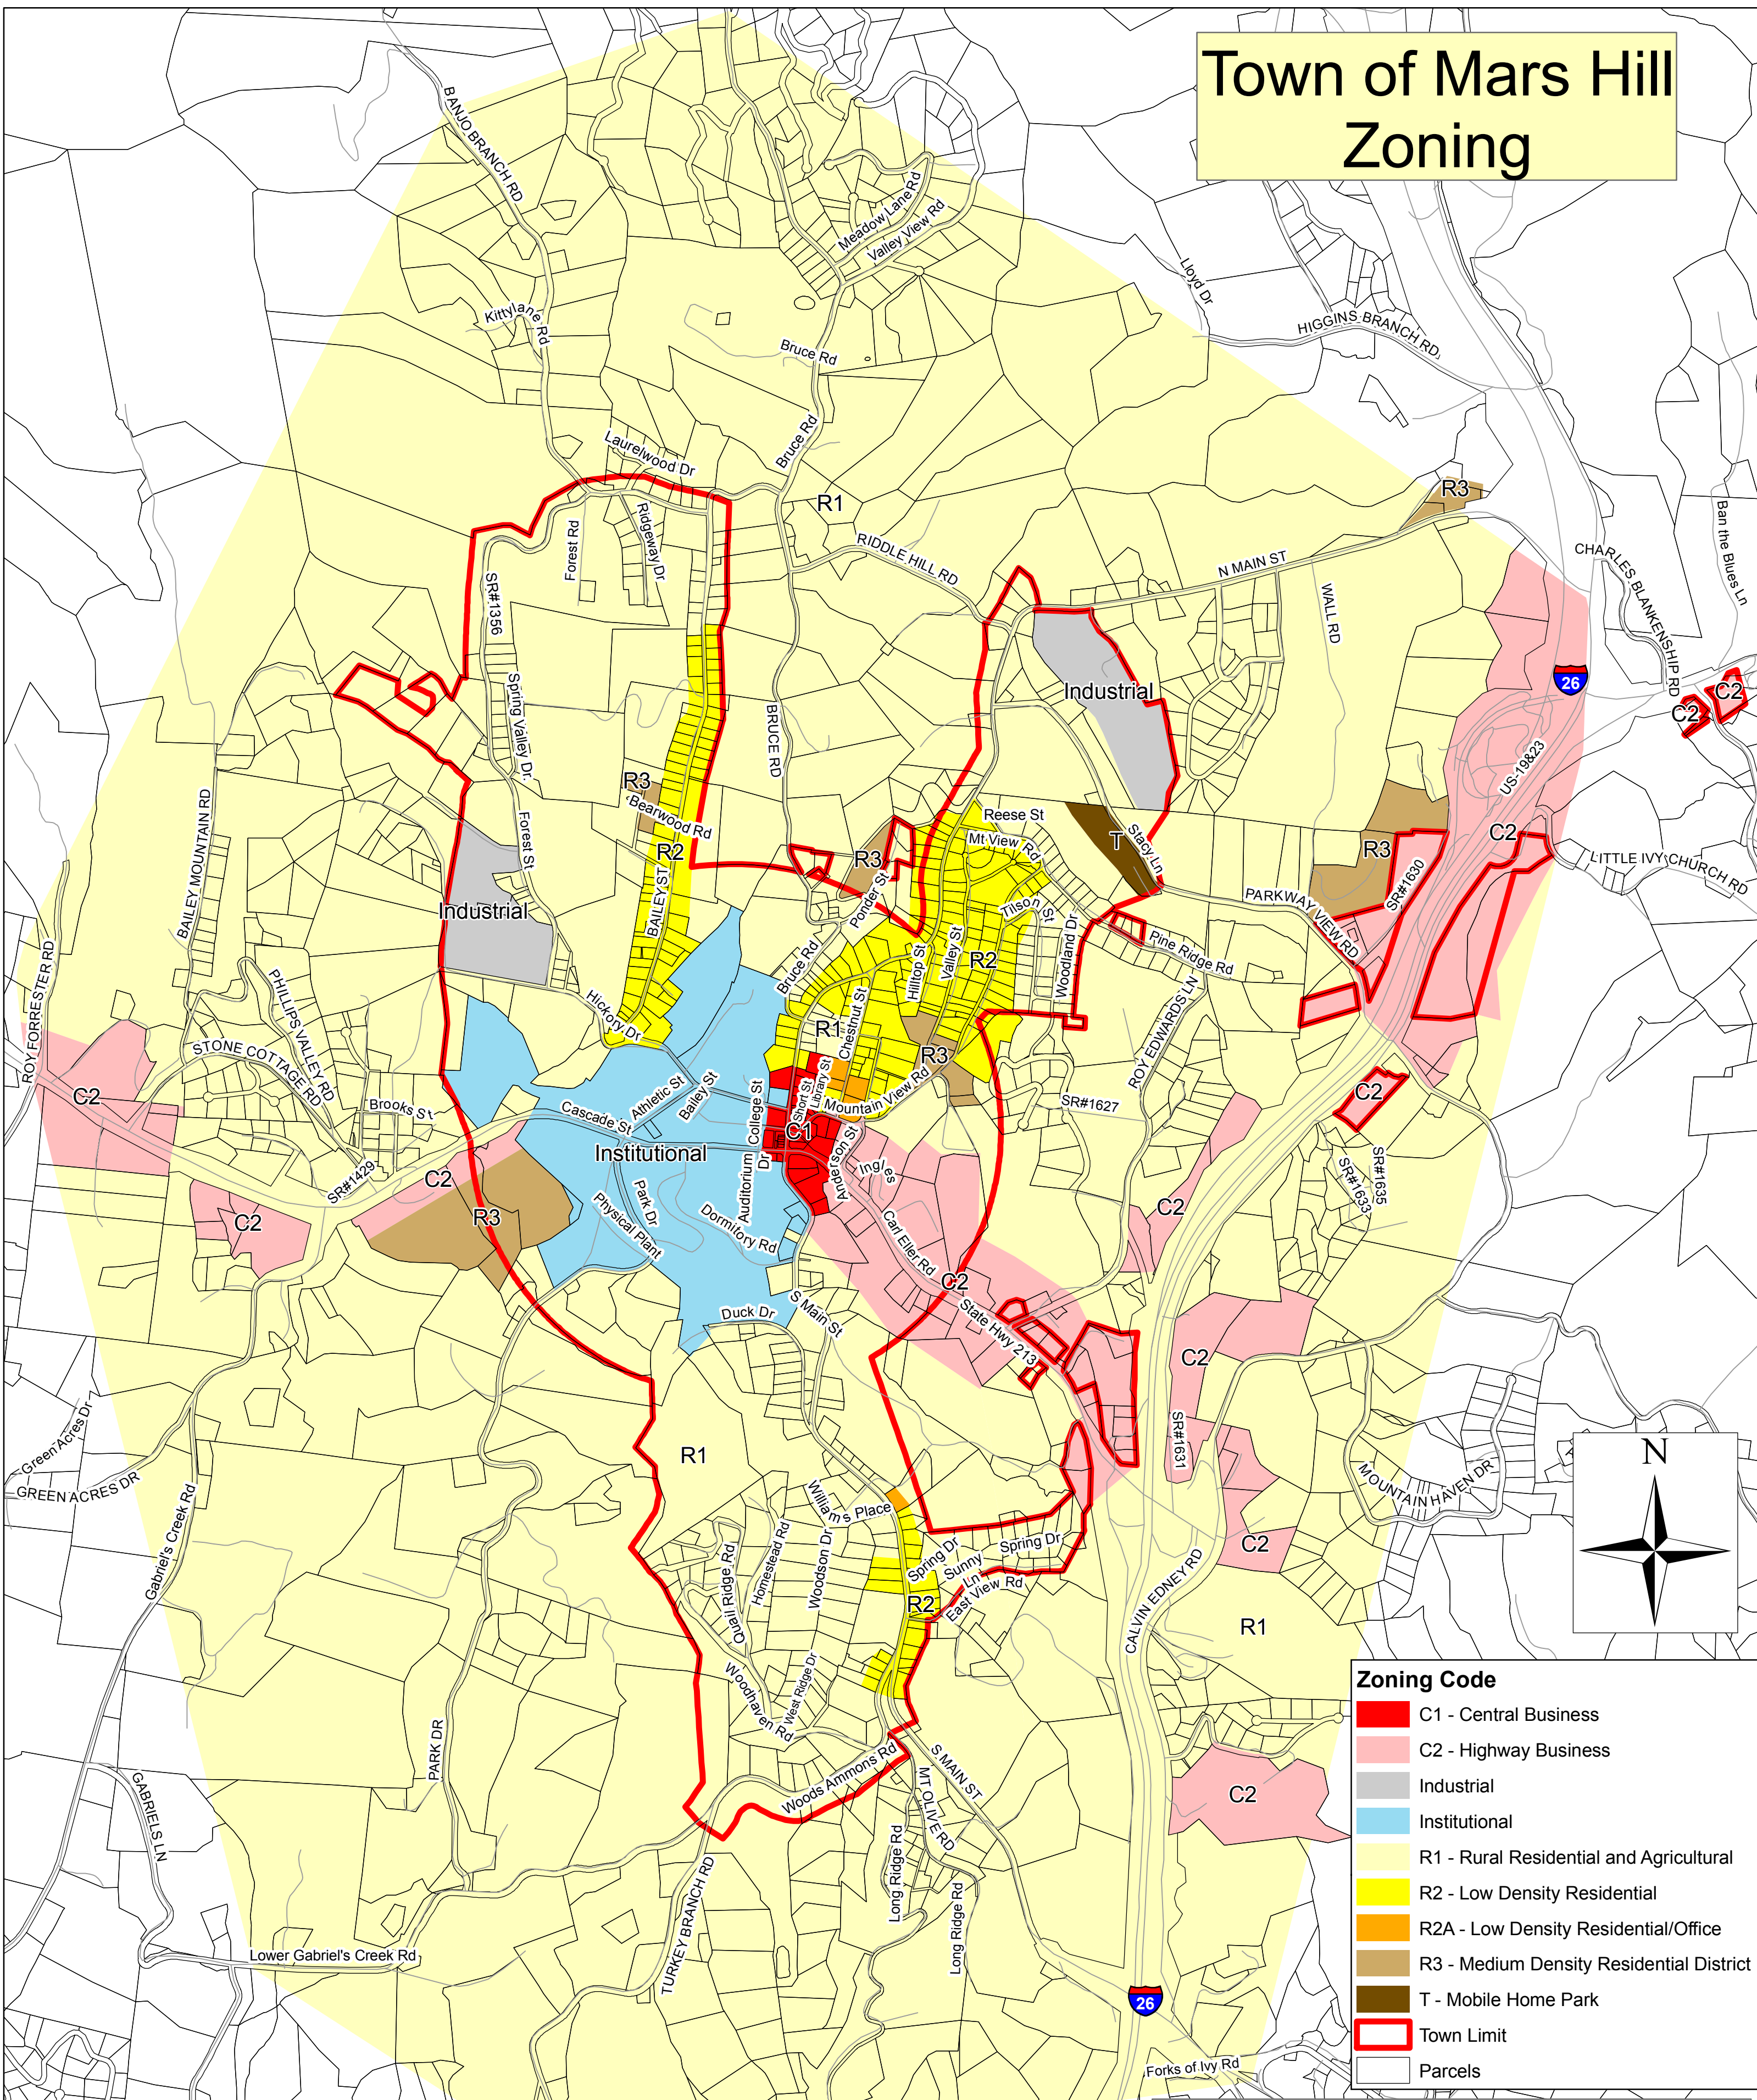 Town of Mars Hill
Zoning
BANJO BRANCH RD
Meadow Lane Rd
Valley View Rd
Lloyd Dr
HIGGINS BRANCH RD
Kittylane Rd
Bruce Rd
Bruce Rd
Laurelwood Dr
R1
R3
Ridgeway Dr
Forest Rd
RIDDLE HILL RD
N MAIN ST
Ban the Blues Ln
CHARLES BLANKENSHIP RD
SR#1356
WALL RD
26
Industrial
C2
C2
Spring Valley Dr
BRUCE RD
US-19&23
R3
Bearwood Rd
BAILEY MOUNTAIN RD
Forest St
Reese St
Mt View Rd
T
Stacy Ln
C2
R2
R3
R3
LITTLE IVY CHURCH RD
SR#1630
PARKWAY VIEW RD
Ponder St
Industrial
BAILEY ST
Tilson St
Woodland Dr
Pine Ridge Rd
ROY FORRESTER RD
Bruce Rd
Hilltop St
Valley St
R2
PHILLIPS VALLEY RD
Hickory Dr
Chestnut St
R1
R3
ROY EDWARDS LN
STONE COTTAGE RD
C2
Brooks St
Cascade St
Athletic St
Bailey St
College St
Short St
Library St
Mountain View Rd
SR#1627
C2
Institutional
Auditorium Dr
C1
Anderson St
Ingles
SR#1429
C2
R3
C2
Park Dr
Physical Plant
Dormitory Rd
Carl Eller Rd
C2
SR#1633
SR#1635
C2
State Hwy 213
Duck Dr
S Main St
C2
Green Acres Dr
GREEN ACRES DR
R1
SR#1631
N
MOUNTAIN HAVEN DR
Gabriel's Creek Rd
Williams Place
Woodson Dr
Homestead Rd
Quail Ridge Rd
Spring Dr
Sunny Ln
Spring Dr
East View Rd
C2
R2
CALVIN EDNEY RD
R1
Woodhaven Rd
West Ridge Dr
PARK DR
Woods Ammons Rd
S MAIN ST
MT OLIVE RD
C2
GABRIELS LN
Long Ridge Rd
Long Ridge Rd
TURKEY BRANCH RD
Lower Gabriel's Creek Rd
26
Forks of Ivy Rd
Zoning Code
C1 - Central Business
C2 - Highway Business
Industrial
Institutional
R1 - Rural Residential and Agricultural
R2 - Low Density Residential
R2A - Low Density Residential/Office
R3 - Medium Density Residential District
T - Mobile Home Park
Town Limit
Parcels